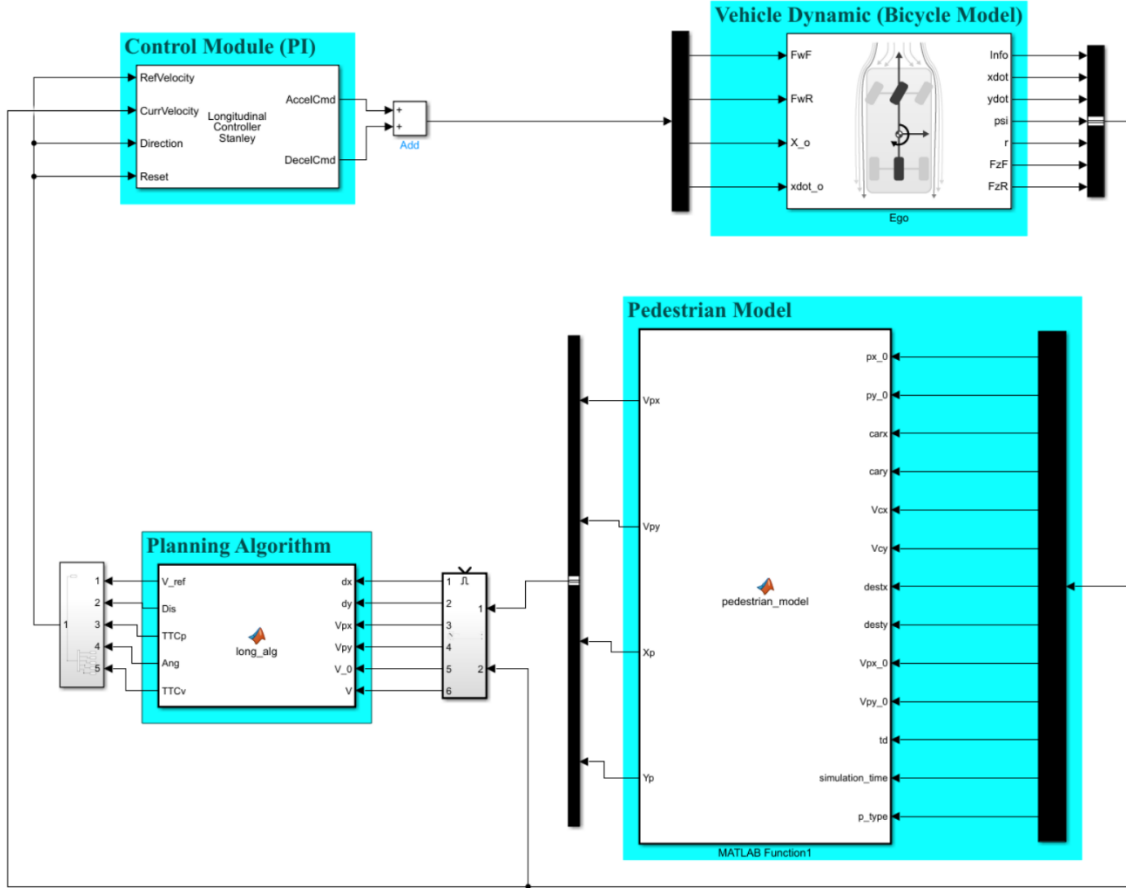 Control Module (PI)
RefVelocity
CurrVelocity
Direction
Reset
Longitudinal
Controller
Stanley
AccelCmd
DecelCmd
+
+
Add
Vehicle Dynamic (Bicycle Model)
FwF
FwR
X_o
xdot_o
Info
xdot
ydot
psi
r
FzF
FzR
Ego
Pedestrian Model
Vpx
Vpy
Xp
Yp
pedestrian_model
px_0
py_0
carx
cary
Vcx
Vcy
destx
desty
Vpx_0
Vpy_0
td
simulation_time
p_type
MATLAB Function1
Planning Algorithm
1
1
2
3
4
5
V_ref
Dis
TTCp
Ang
TTCv
long_alg
dx
dy
Vpx
Vpy
V_0
V
1
2
3
4
5
6
1
2